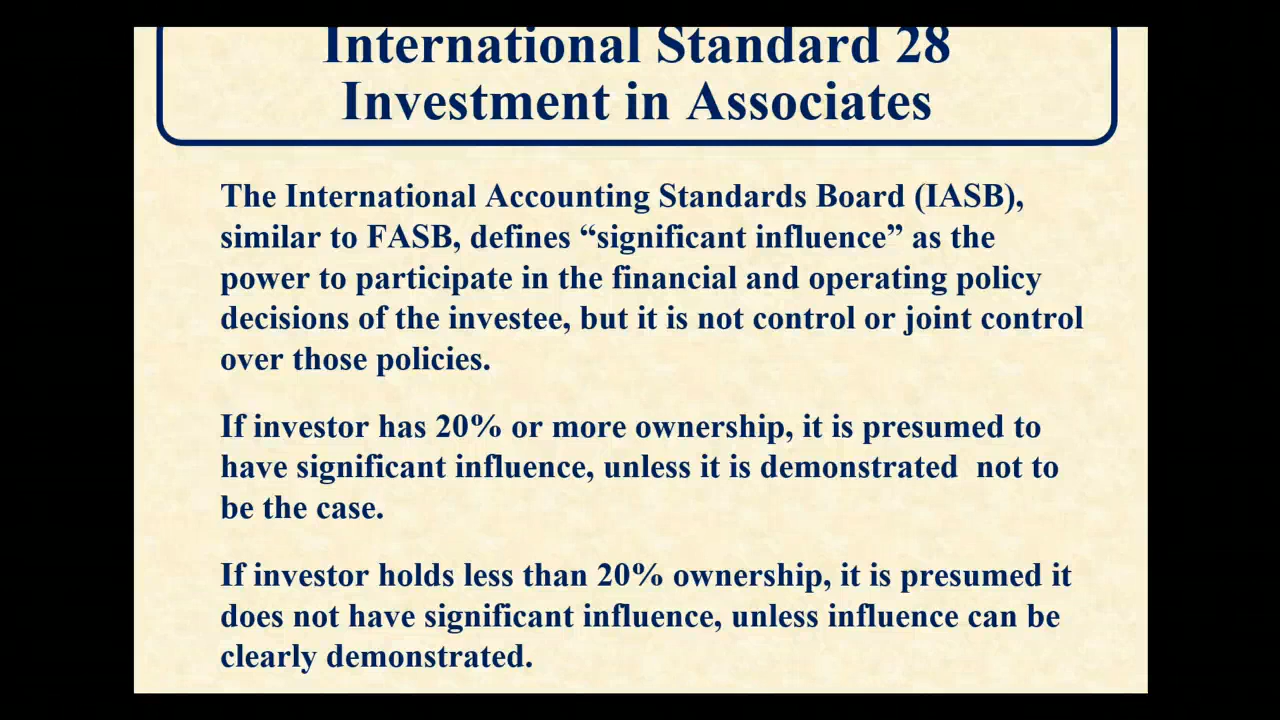 International Standard 28
Investment in Associates
The International Accounting Standards Board (IASB),
similar to FASB, defines “significant influence” as the
power to participate in the financial and operating policy
decisions of the investee, but it is not control or joint control
over those policies.
If investor has 20% or more ownership, it is presumed to
have significant influence, unless it is demonstrated  not to
be the case.
If investor holds less than 20% ownership, it is presumed it
does not have significant influence, unless influence can be
clearly demonstrated.